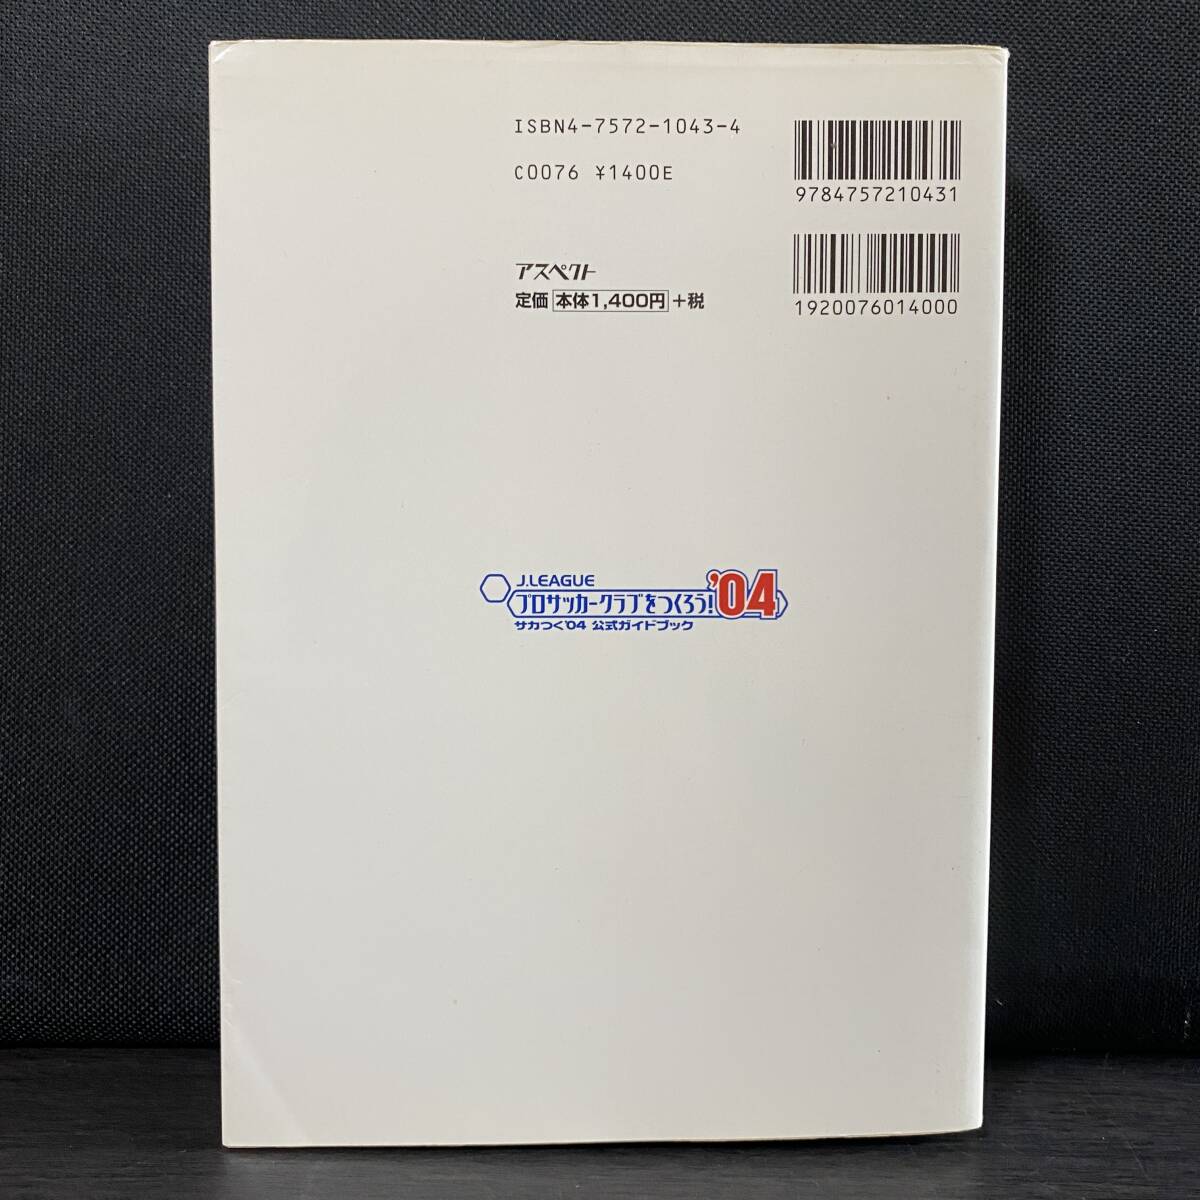 ISBN4-7572-1043-4
C0076 ¥1400E
9784757210431
アスペクト
定価 本体1,400円 +税
1920076014000
J.LEAGUE
プロサッカークラブをつくろう!'04
サカつく'04 公式ガイドブック